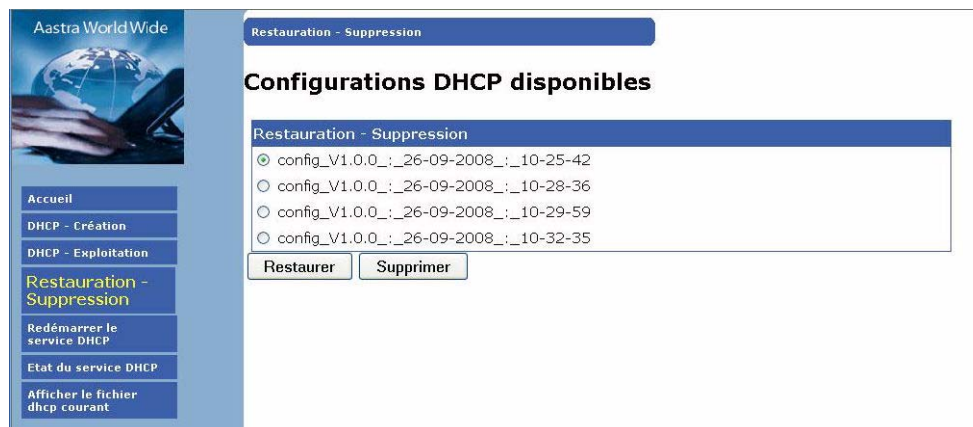 Aastra World Wide
Restauration - Suppression
Configurations DHCP disponibles
Restauration - Suppression
config_V1.0.0_:_26-09-2008_:_10-25-42
config_V1.0.0_:_26-09-2008_:_10-28-36
config_V1.0.0_:_26-09-2008_:_10-29-59
config_V1.0.0_:_26-09-2008_:_10-32-35
Restaurer
Supprimer
Accueil
DHCP - Création
DHCP - Exploitation
Restauration -
Suppression
Redémarrer le
service DHCP
Etat du service DHCP
Afficher le fichier
dhcp courant